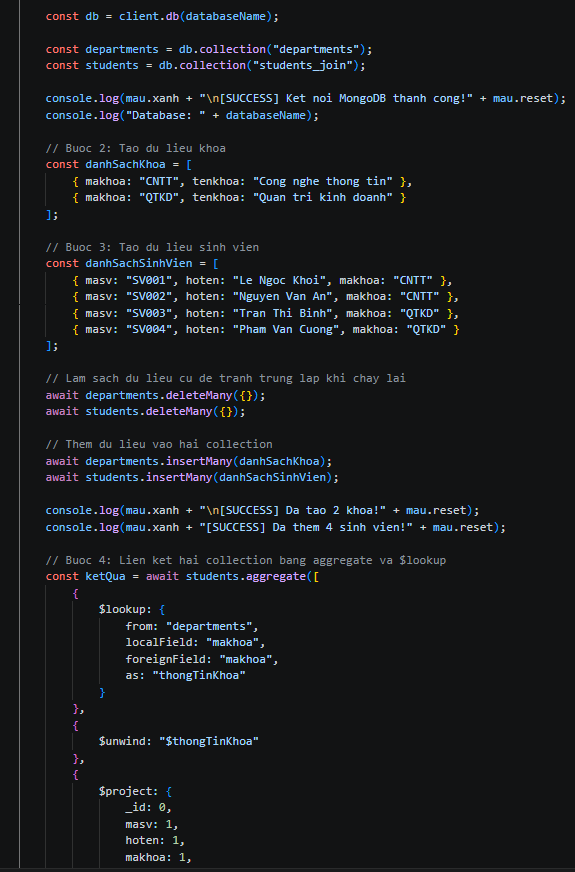 const db = client.db(databaseName);
const departments = db.collection("departments");
const students = db.collection("students_join");
console.log(mau.xanh + "\n[SUCCESS] Ket noi MongoDB thanh cong!" + mau.reset);
console.log("Database: " + databaseName);
// Buoc 2: Tao du lieu khoa
const danhSachKhoa = [
{ makhoa: "CNTT", tenkhoa: "Cong nghe thong tin" },
{ makhoa: "QTKD", tenkhoa: "Quan tri kinh doanh" }
];
// Buoc 3: Tao du lieu sinh vien
const danhSachSinhVien = [
{ masv: "SV001", hoten: "Le Ngoc Khoi", makhoa: "CNTT" },
{ masv: "SV002", hoten: "Nguyen Van An", makhoa: "CNTT" },
{ masv: "SV003", hoten: "Tran Thi Binh", makhoa: "QTKD" },
{ masv: "SV004", hoten: "Pham Van Cuong", makhoa: "QTKD" }
];
// Lam sach du lieu cu de tranh trung lap khi chay lai
await departments.deleteMany({});
await students.deleteMany({});
// Them du lieu vao hai collection
await departments.insertMany(danhSachKhoa);
await students.insertMany(danhSachSinhVien);
console.log(mau.xanh + "\n[SUCCESS] Da tao 2 khoa!" + mau.reset);
console.log(mau.xanh + "[SUCCESS] Da them 4 sinh vien!" + mau.reset);
// Buoc 4: Lien ket hai collection bang aggregate va $lookup
const ketQua = await students.aggregate([
{
$lookup: {
from: "departments",
localField: "makhoa",
foreignField: "makhoa",
as: "thongTinKhoa"
}
},
{
$unwind: "$thongTinKhoa"
},
{
$project: {
_id: 0,
masv: 1,
hoten: 1,
makhoa: 1,